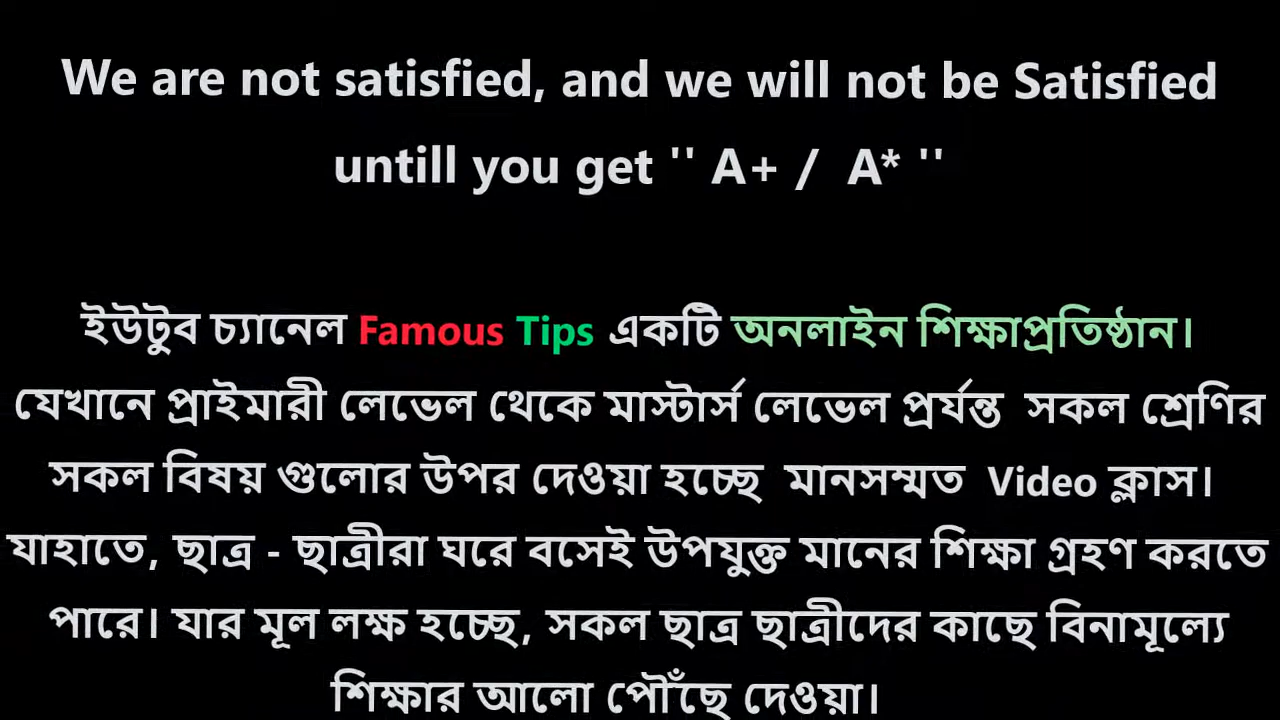 We are not satisfied, and we will not be Satisfied
untill you get '' A+ / A* ''
ইউটুব চ্যানেল Famous Tips একটি অনলাইন শিক্ষাপ্রতিষ্ঠান।
যেখানে প্রাইমারী লেভেল থেকে মাস্টার্স লেভেল প্রর্যন্ত সকল শ্রেণির
সকল বিষয় গুলোর উপর দেওয়া হচ্ছে মানসম্মত Video ক্লাস।
যাহাতে, ছাত্র - ছাত্রীরা ঘরে বসেই উপযুক্ত মানের শিক্ষা গ্রহণ করতে
পারে। যার মূল লক্ষ হচ্ছে, সকল ছাত্র ছাত্রীদের কাছে বিনামূল্যে
শিক্ষার আলো পৌঁছে দেওয়া।